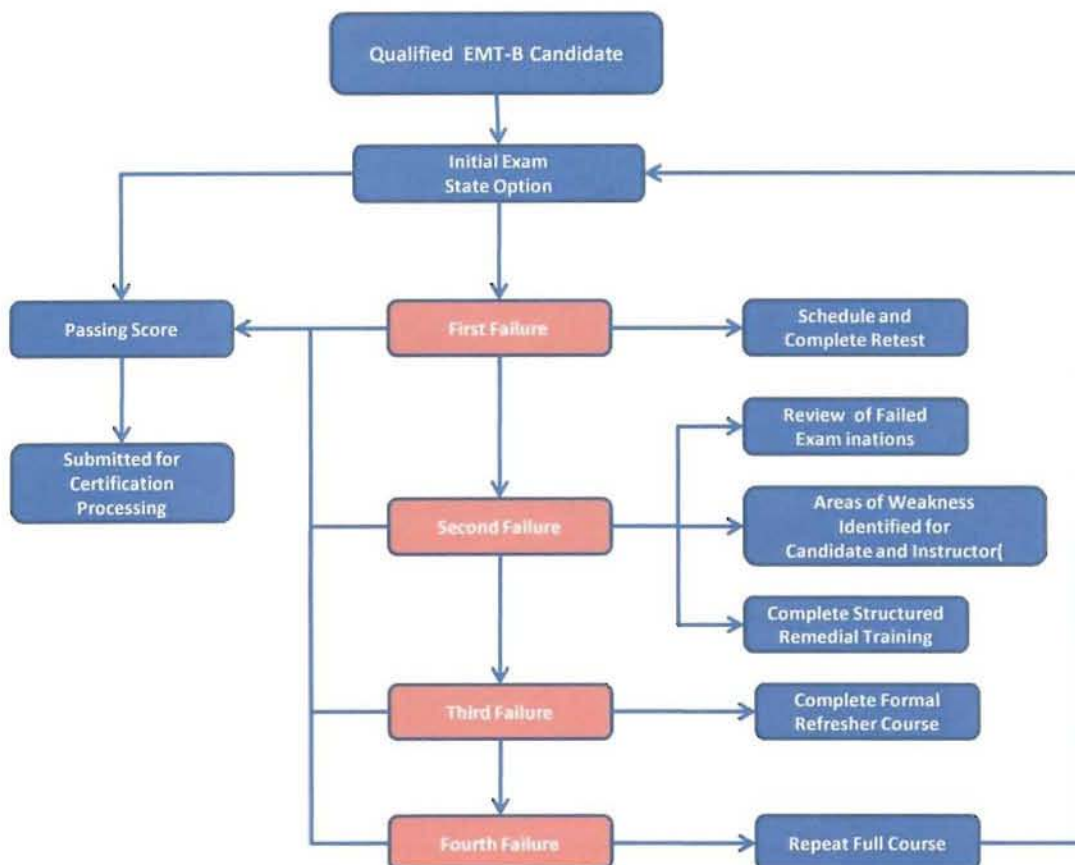 Qualified EMT-B Candidate
Initial Exam
State Option
Passing Score
First Failure
Schedule and
Complete Retest
Review of Failed
Exam inations
Submitted for
Certification
Processing
Second Failure
Areas of Weakness
Identified for
Candidate and Instructor(
Complete Structured
Remedial Training
Third Failure
Complete Formal
Refresher Course
Fourth Failure
Repeat Full Course